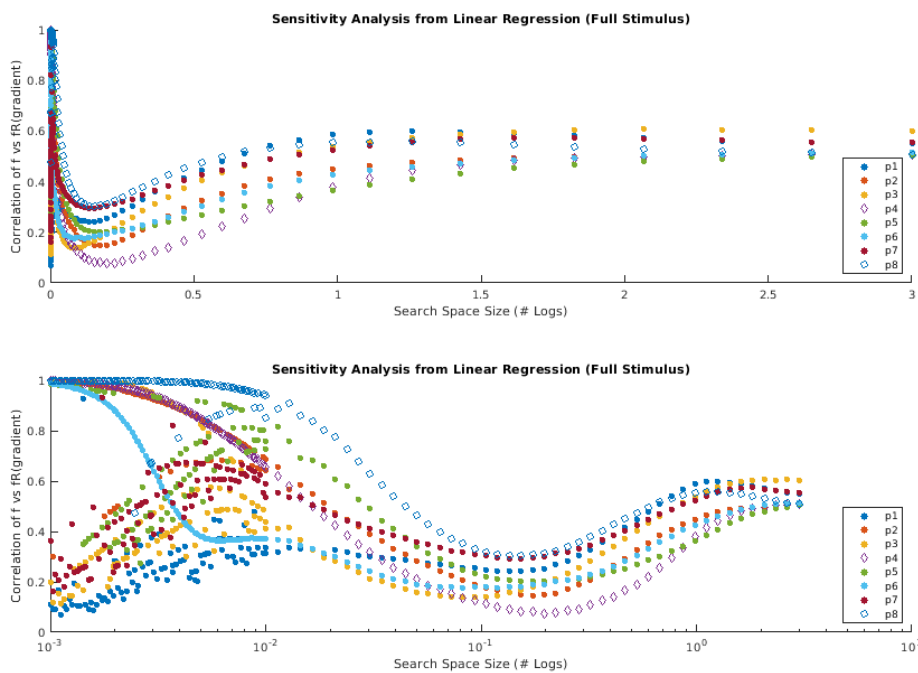 Sensitivity Analysis from Linear Regression (Full Stimulus)
Correlation of f vs fR(gradient)
1
0.8
0.6
0.4
0.2
0
0 0.5 1 1.5 2 2.5 3
Search Space Size (# Logs)
p1
p2
p3
p4
p5
p6
p7
p8
Sensitivity Analysis from Linear Regression (Full Stimulus)
Correlation of f vs fR(gradient)
1
0.8
0.6
0.4
0.2
0
10⁻³ 10⁻² 10⁻¹ 10⁰
Search Space Size (# Logs)
p1
p2
p3
p4
p5
p6
p7
p8